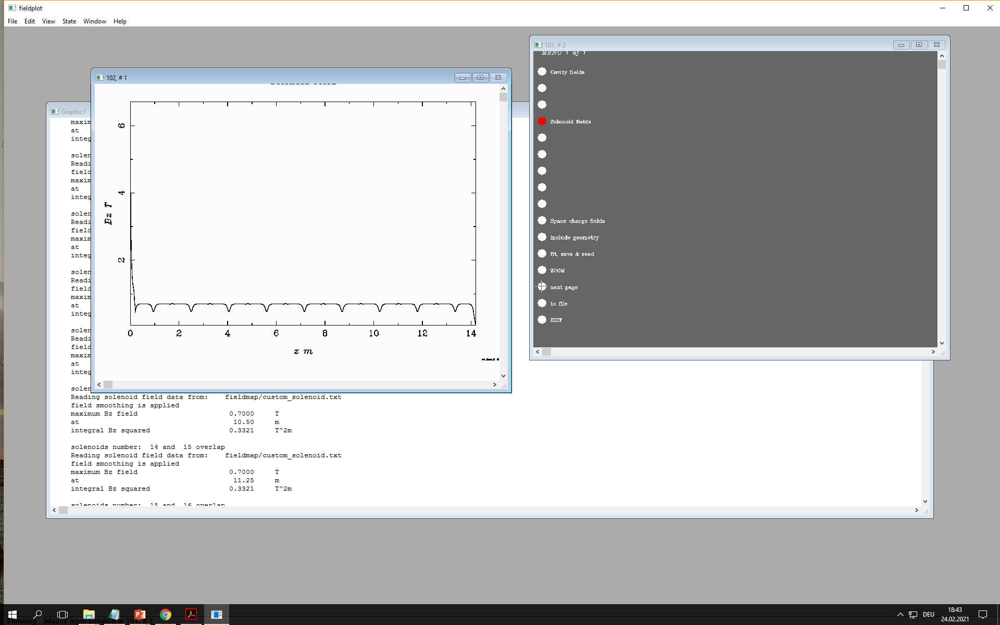 fieldplot
File Edit View State Window Help
101, # 2
MENU 1 of 1
Cavity fields
Solenoid fields
Space charge fields
include geometry
fit, save & read
ZOOM
next page
to file
EXIT
102, # 1
6
4
2
Bz T
0 2 4 6 8 10 12 14
z m
Graphic1
maxim
at
integ
solen
Readi
field
maxim
at
integ
solen
Readi
field
maxim
at
integ
solen
Readi
field
maxim
at
integ
solen
Readi
field
maxim
at
integ
solen
Reading solenoid field data from: fieldmap/custom_solenoid.txt
field smoothing is applied
maximum Bz field 0.7000 T
at 10.50 m
integral Bz squared 0.3321 T^2m
solenoids number: 14 and 15 overlap
Reading solenoid field data from: fieldmap/custom_solenoid.txt
field smoothing is applied
maximum Bz field 0.7000 T
at 11.25 m
integral Bz squared 0.3321 T^2m
solenoids number: 15 and 16 overlap
Running Mouse input pending in 101, # 2
DEU
18:43
24.02.2021